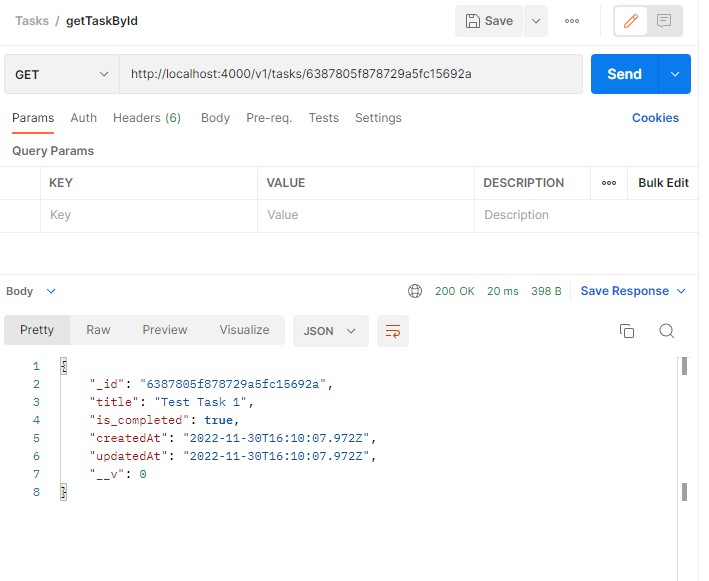 Tasks / getTaskById
Save
GET
http://localhost:4000/v1/tasks/6387805f878729a5fc15692a
Send
Params Auth Headers (6) Body Pre-req. Tests Settings Cookies
Query Params
KEY VALUE DESCRIPTION Bulk Edit
Key Value Description
Body 200 OK 20 ms 398 B Save Response
Pretty Raw Preview Visualize JSON
1 {
2 "_id": "6387805f878729a5fc15692a",
3 "title": "Test Task 1",
4 "is_completed": true,
5 "createdAt": "2022-11-30T16:10:07.972Z",
6 "updatedAt": "2022-11-30T16:10:07.972Z",
7 "__v": 0
8 }